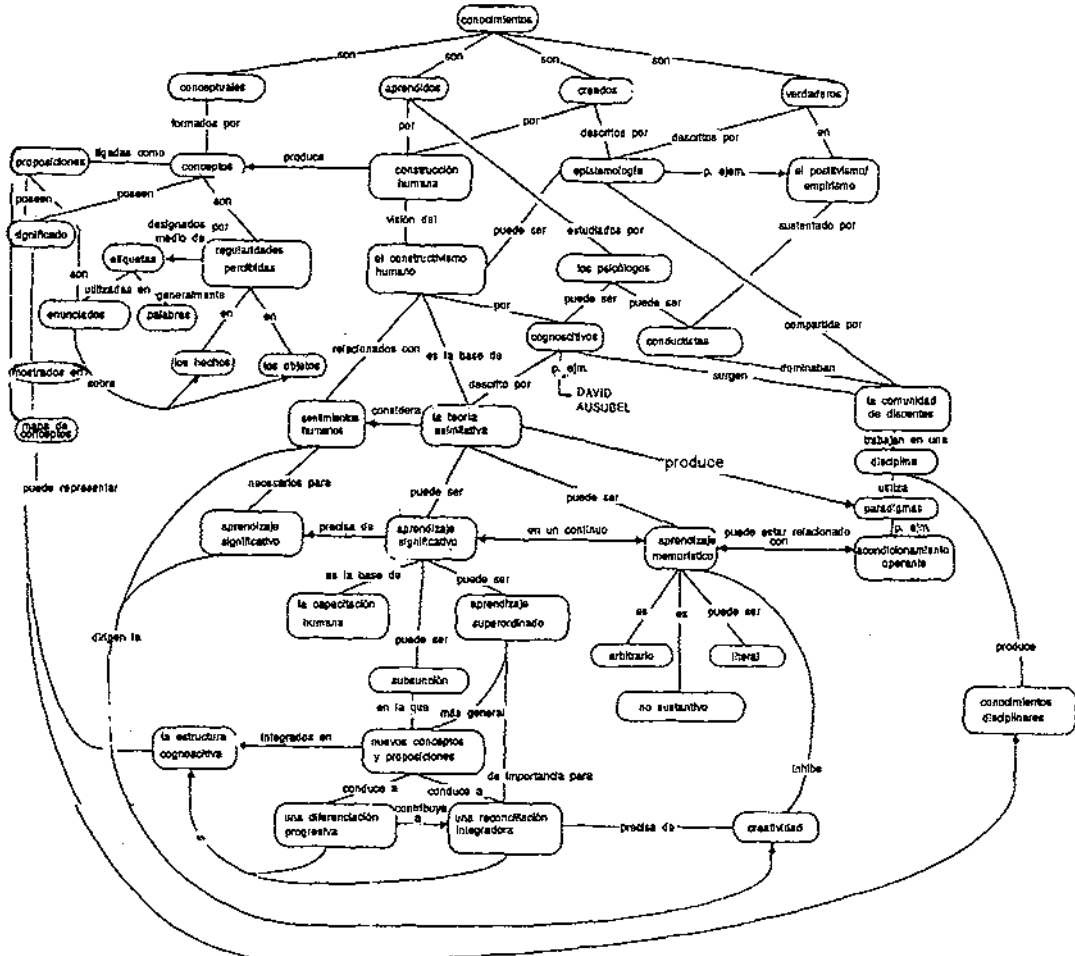 conocimientos
son
son
son
son
conceptuales
aprendidos
creados
verdaderos
formados por
por
por
descritos por
descritos por
en
proposiciones
ligadas como
conceptos
produce
construcción
humana
epistemología
p. ejem.
el positivismo/
empirismo
poseen
poseen
son
visión del
puede ser
estudiados por
sustentado por
significado
designados por
medio de
etiquetas
regularidades
percibidas
el constructivismo
humano
los psicólogos
son
utilizadas en
generalmente
puede ser
puede ser
enunciados
palabras
en
en
por
cognoscitivos
conductistas
compartida por
relacionados con
es la base de
los hechos
los objetos
mostrados en
sobre
descrito por
p. ejm.
DAVID
AUSUBEL
surgen
dominaban
la comunidad
de discentes
sentimientos
humanos
considera
la teoría
asimilativa
mapa de
conceptos
trabajan en una
disciplina
produce
utiliza
puede representar
necesarios para
puede ser
puede ser
paradigmas
p. ejm.
aprendizaje
significativo
precisa de
aprendizaje
significativo
en un continuo
aprendizaje
memorístico
puede estar relacionado
con
acondicionamiento
operante
es la base de
puede ser
la capacitación
humana
aprendizaje
superordinado
es
es
puede ser
dirigen la
puede ser
arbitrario
literal
produce
subsunción
no sustantivo
conocimientos
disciplinares
en la que
más general
la estructura
cognoscitiva
integrados en
nuevos conceptos
y proposiciones
inhibe
conduce a
conduce a
de importancia para
una diferenciación
progresiva
contribuye
a
una reconciliación
integradora
precisa de
creatividad